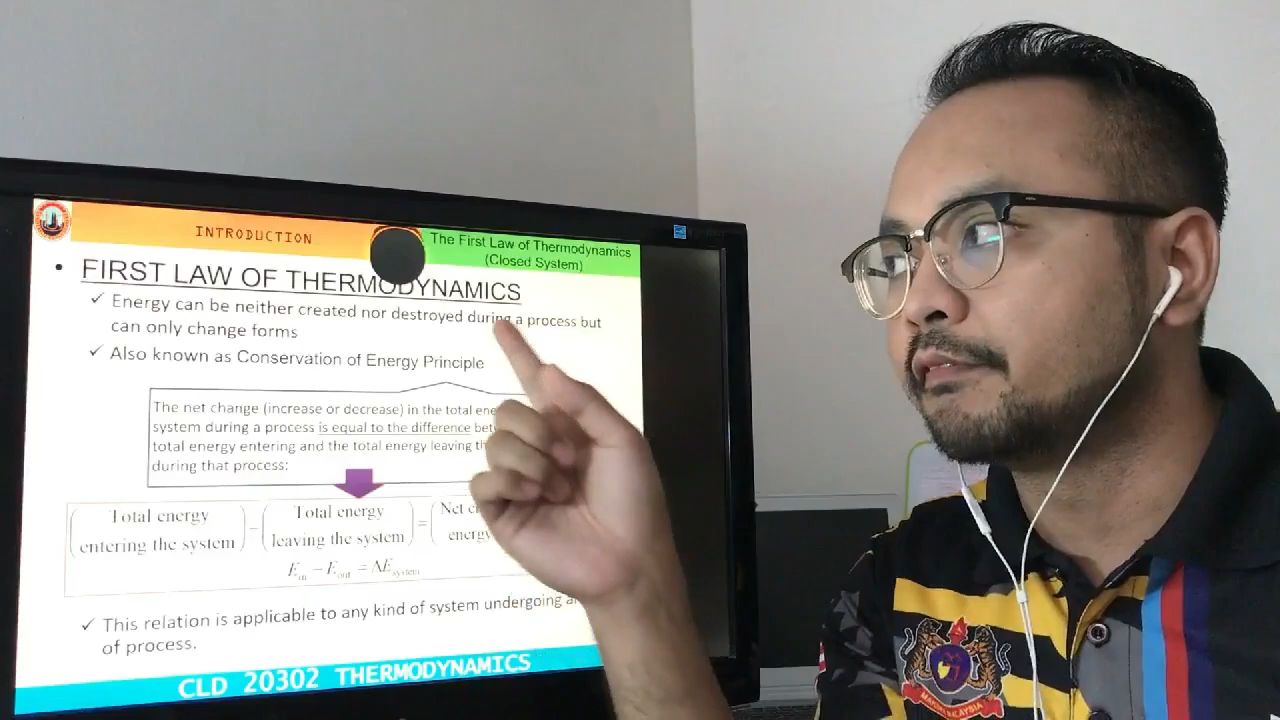 INTRODUCTION
The First Law of Thermodynamics
(Closed System)
• FIRST LAW OF THERMODYNAMICS
✓ Energy can be neither created nor destroyed during a process but
can only change forms
✓ Also known as Conservation of Energy Principle
The net change (increase or decrease) in the total
system during a process is equal to the difference
total energy entering and the total energy leaving
during that process:
(Total energy entering the system) − (Total energy leaving the system) = (Net energy
E_in − E_out = ΔE_system
✓ This relation is applicable to any kind of system undergoing
of process.
CLD 20302 THERMODYNAMICS